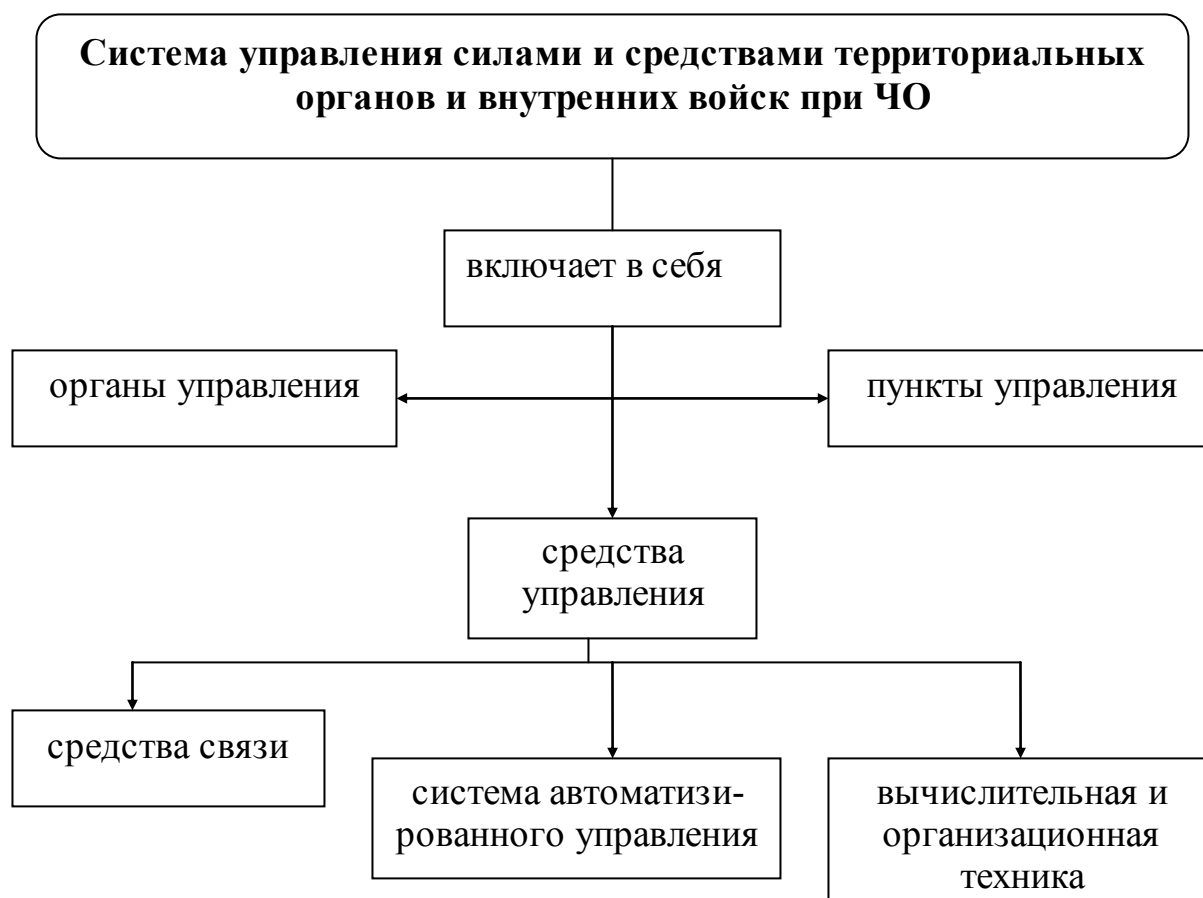 Система управления силами и средствами территориальных
органов и внутренних войск при ЧО
включает в себя
органы управления
пункты управления
средства
управления
средства связи
система автоматизи-
рованного управления
вычислительная и
организационная
техника